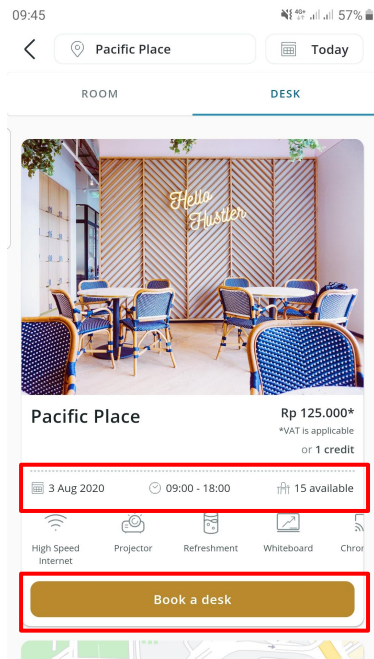 09:45
4G+
57%
Pacific Place
Today
ROOM
DESK
Hello
Hustler
Pacific Place
Rp 125.000*
*VAT is applicable
or 1 credit
3 Aug 2020
09:00 - 18:00
15 available
High Speed
Internet
Projector
Refreshment
Whiteboard
Chror
Book a desk